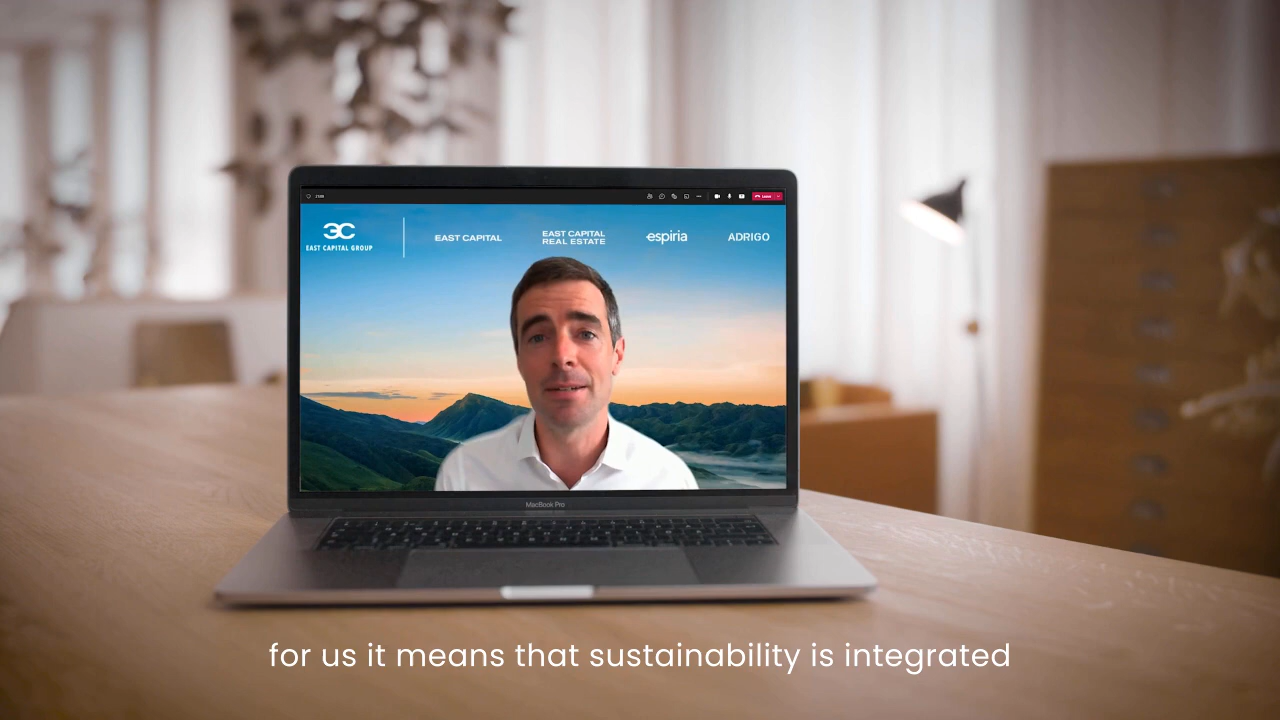 EAST CAPITAL GROUP
EAST CAPITAL
EAST CAPITAL
REAL ESTATE
espiria
ADRIGO
MacBook Pro
for us it means that sustainability is integrated